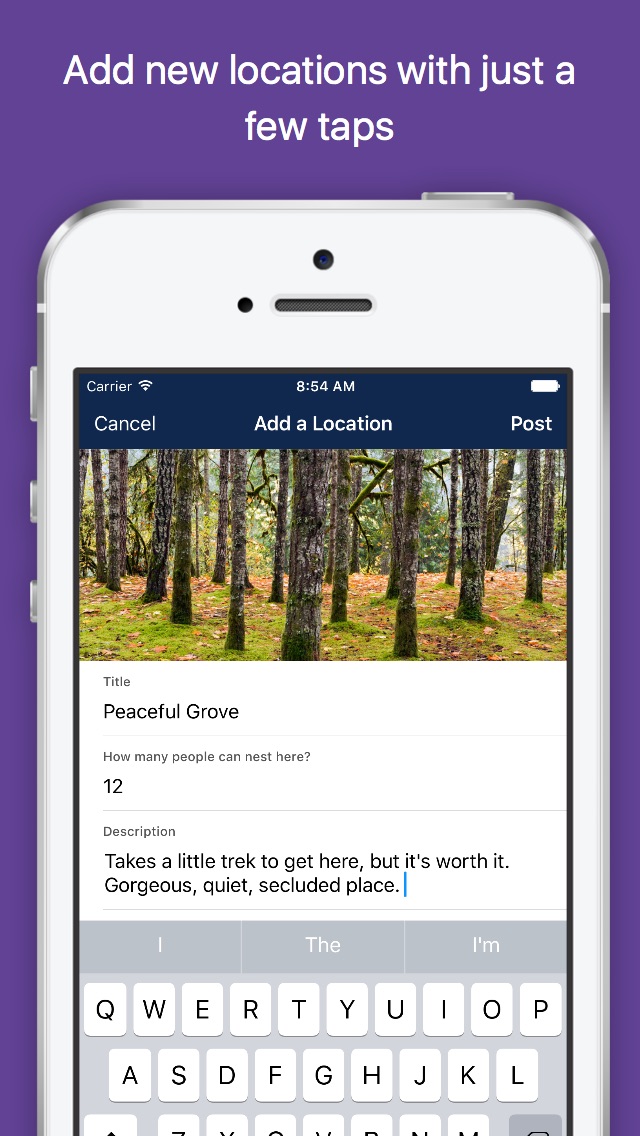 Add new locations with just a
few taps
Carrier 8:54 AM
Cancel Add a Location Post
Title
Peaceful Grove
How many people can nest here?
12
Description
Takes a little trek to get here, but it's worth it.
Gorgeous, quiet, secluded place.
I The I'm
Q W E R T Y U I O P
A S D F G H J K L
Z X C V B N M